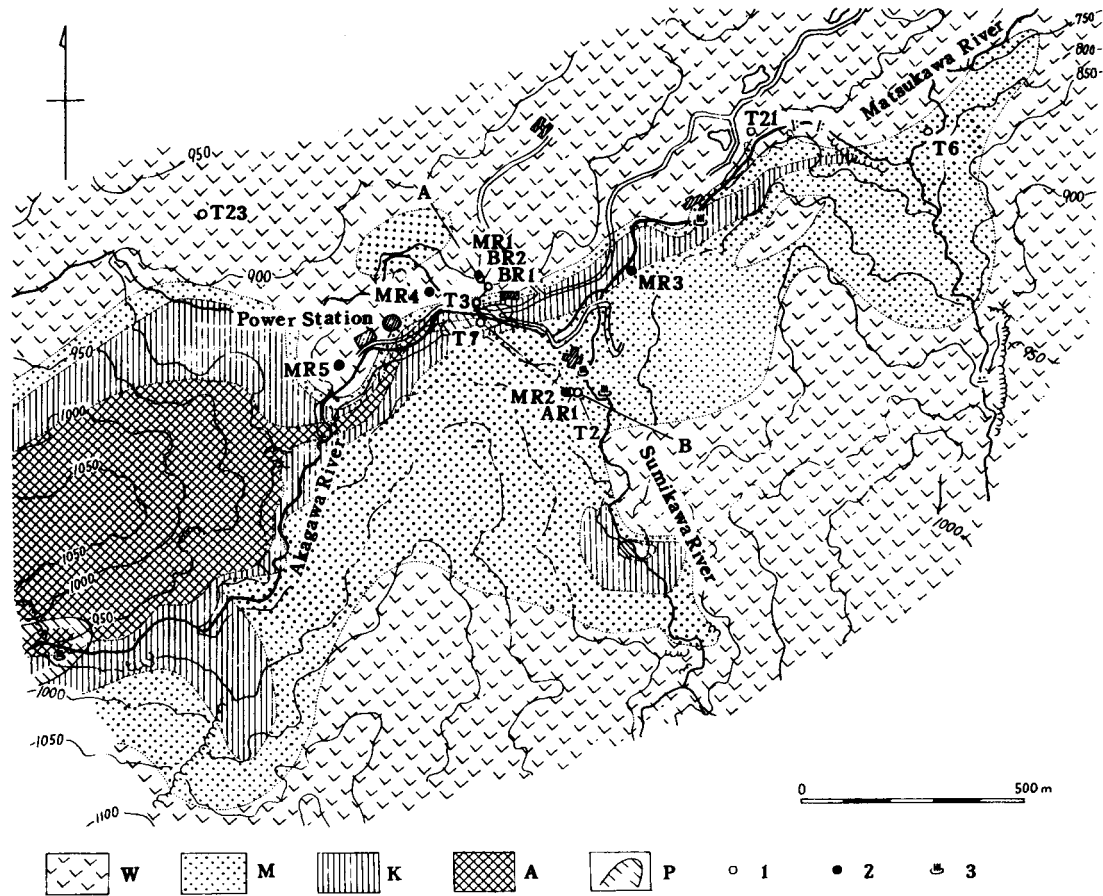 750
800
850
Matsukawa River
T21
T6
950
A
T23
900
900
MR1
BR2
BR1
MR3
MR4
T3
Power Station
T7
950
950
MR5
1000
MR2
AR1
T2
B
1050
Akagawa River
Sumikawa River
1000
1050
1000
950
1000
1050
1100
0 500 m
W M K A P 1 2 3